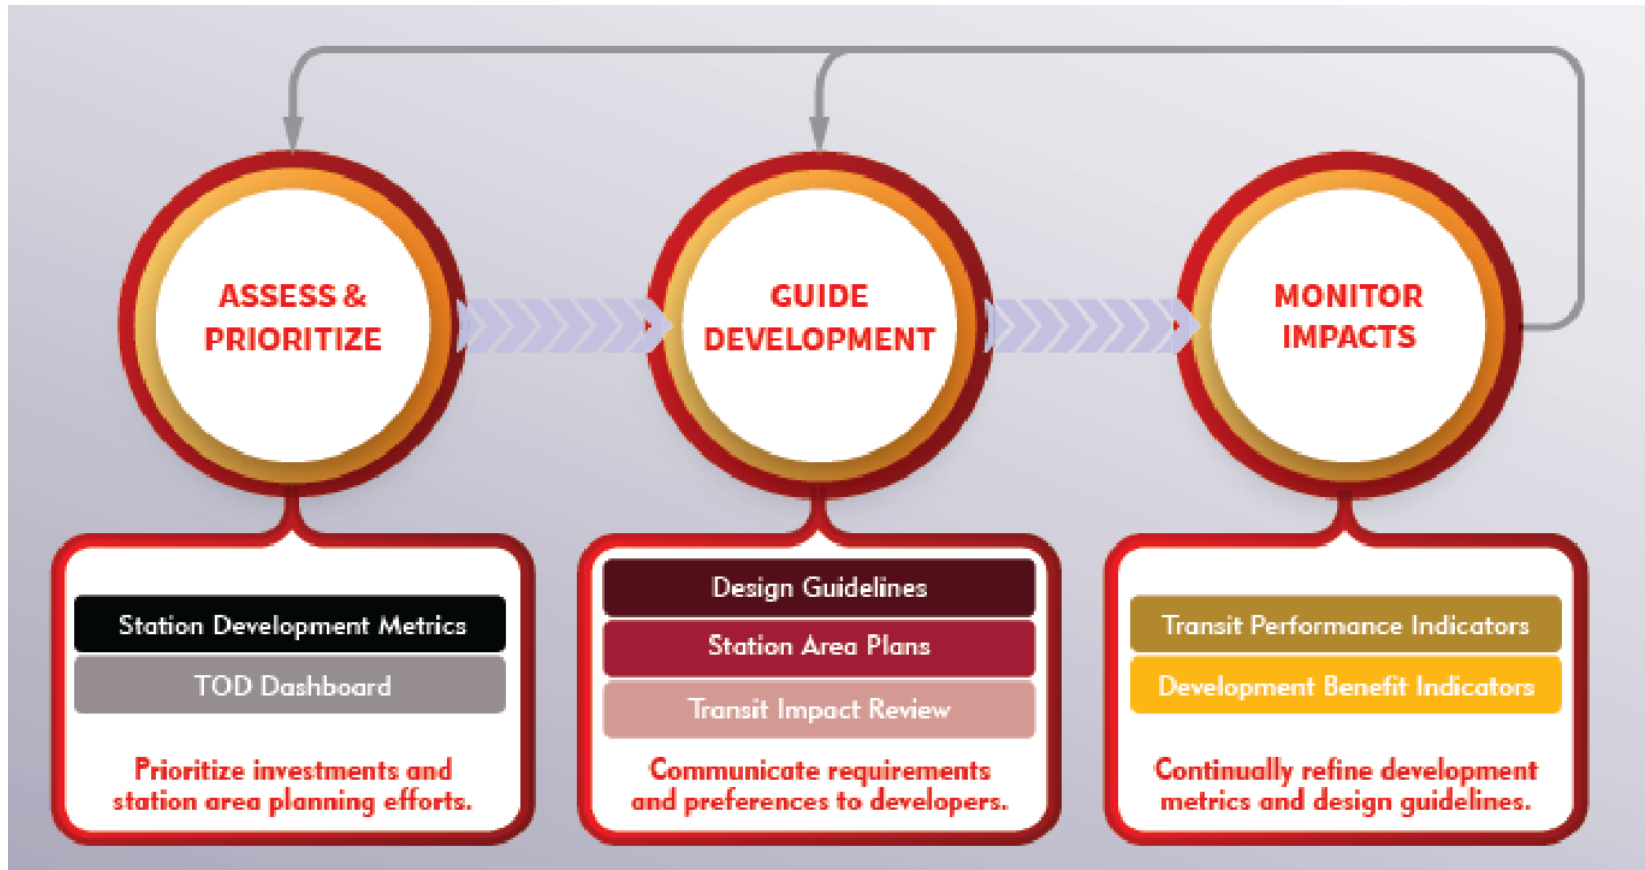 ASSESS &
PRIORITIZE
GUIDE
DEVELOPMENT
MONITOR
IMPACTS
Station Development Metrics
TOD Dashboard
Prioritize investments and
station area planning efforts.
Design Guidelines
Station Area Plans
Transit Impact Review
Communicate requirements
and preferences to developers.
Transit Performance Indicators
Development Benefit Indicators
Continually refine development
metrics and design guidelines.